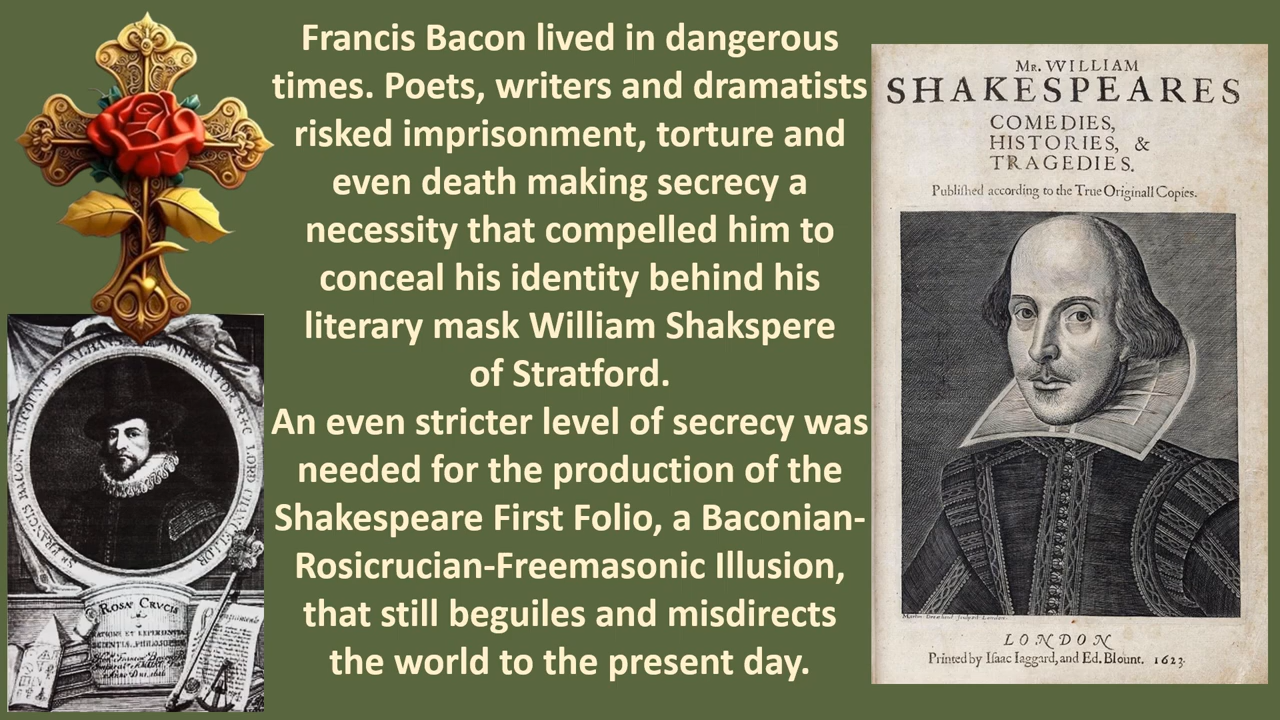 Francis Bacon lived in dangerous
times. Poets, writers and dramatists
risked imprisonment, torture and
even death making secrecy a
necessity that compelled him to
conceal his identity behind his
literary mask William Shakspere
of Stratford.
An even stricter level of secrecy was
needed for the production of the
Shakespeare First Folio, a Baconian-
Rosicrucian-Freemasonic Illusion,
that still beguiles and misdirects
the world to the present day.
Mr. WILLIAM
SHAKESPEARES
COMEDIES,
HISTORIES, &
TRAGEDIES.
Publiſhed according to the True Originall Copies.
LONDON
Printed by Iſaac Iaggard, and Ed. Blount. 1623.
ROSAE CRVCIS